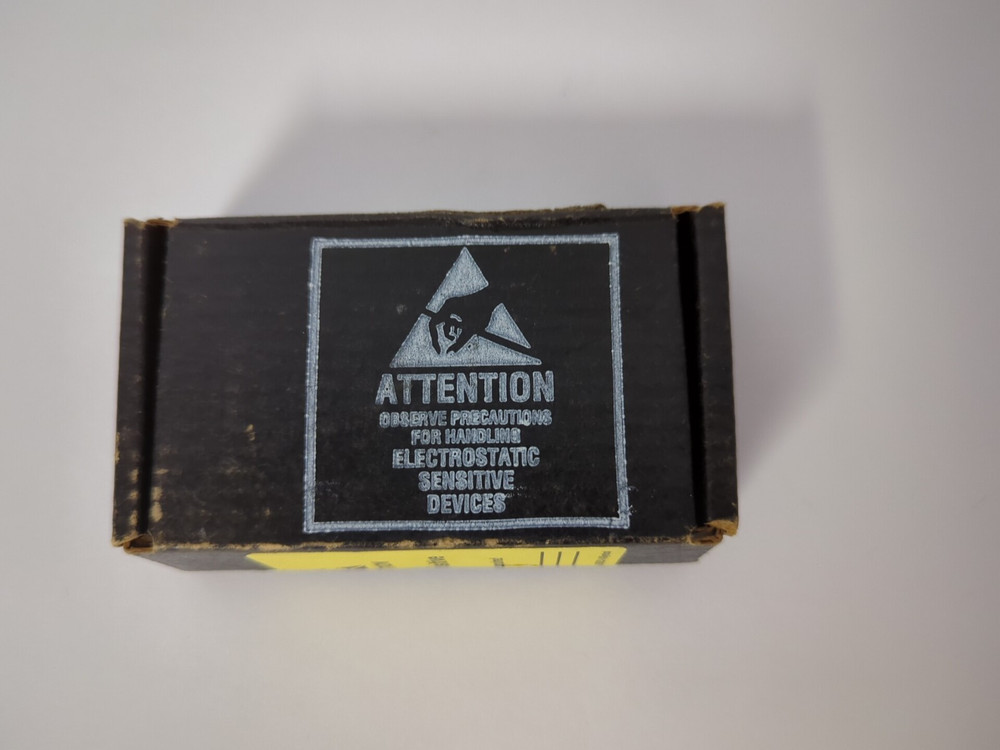 ATTENTION
OBSERVE PRECAUTIONS
FOR HANDLING
ELECTROSTATIC
SENSITIVE
DEVICES